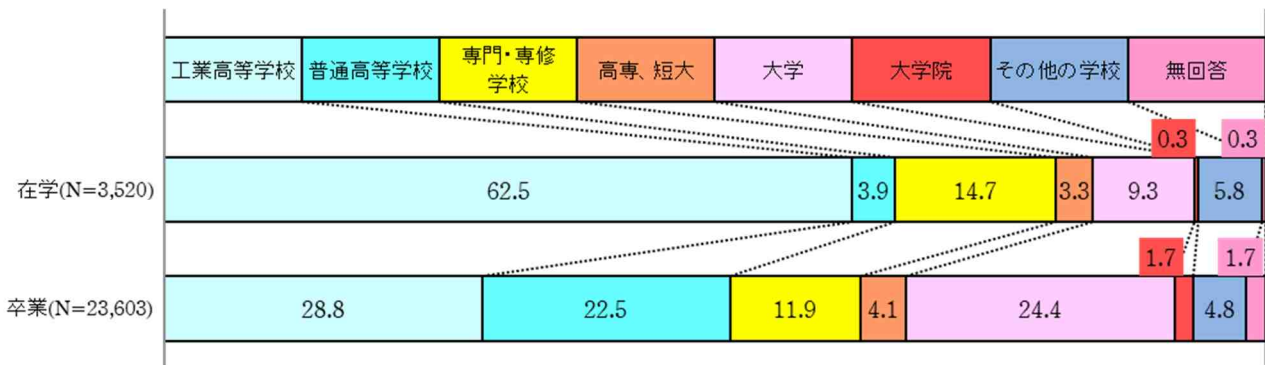 工業高等学校
普通高等学校
専門・専修
学校
高専、短大
大学
大学院
その他の学校
無回答
0.3
0.3
在学(N=3,520)
62.5
3.9
14.7
3.3
9.3
5.8
1.7
1.7
卒業(N=23,603)
28.8
22.5
11.9
4.1
24.4
4.8